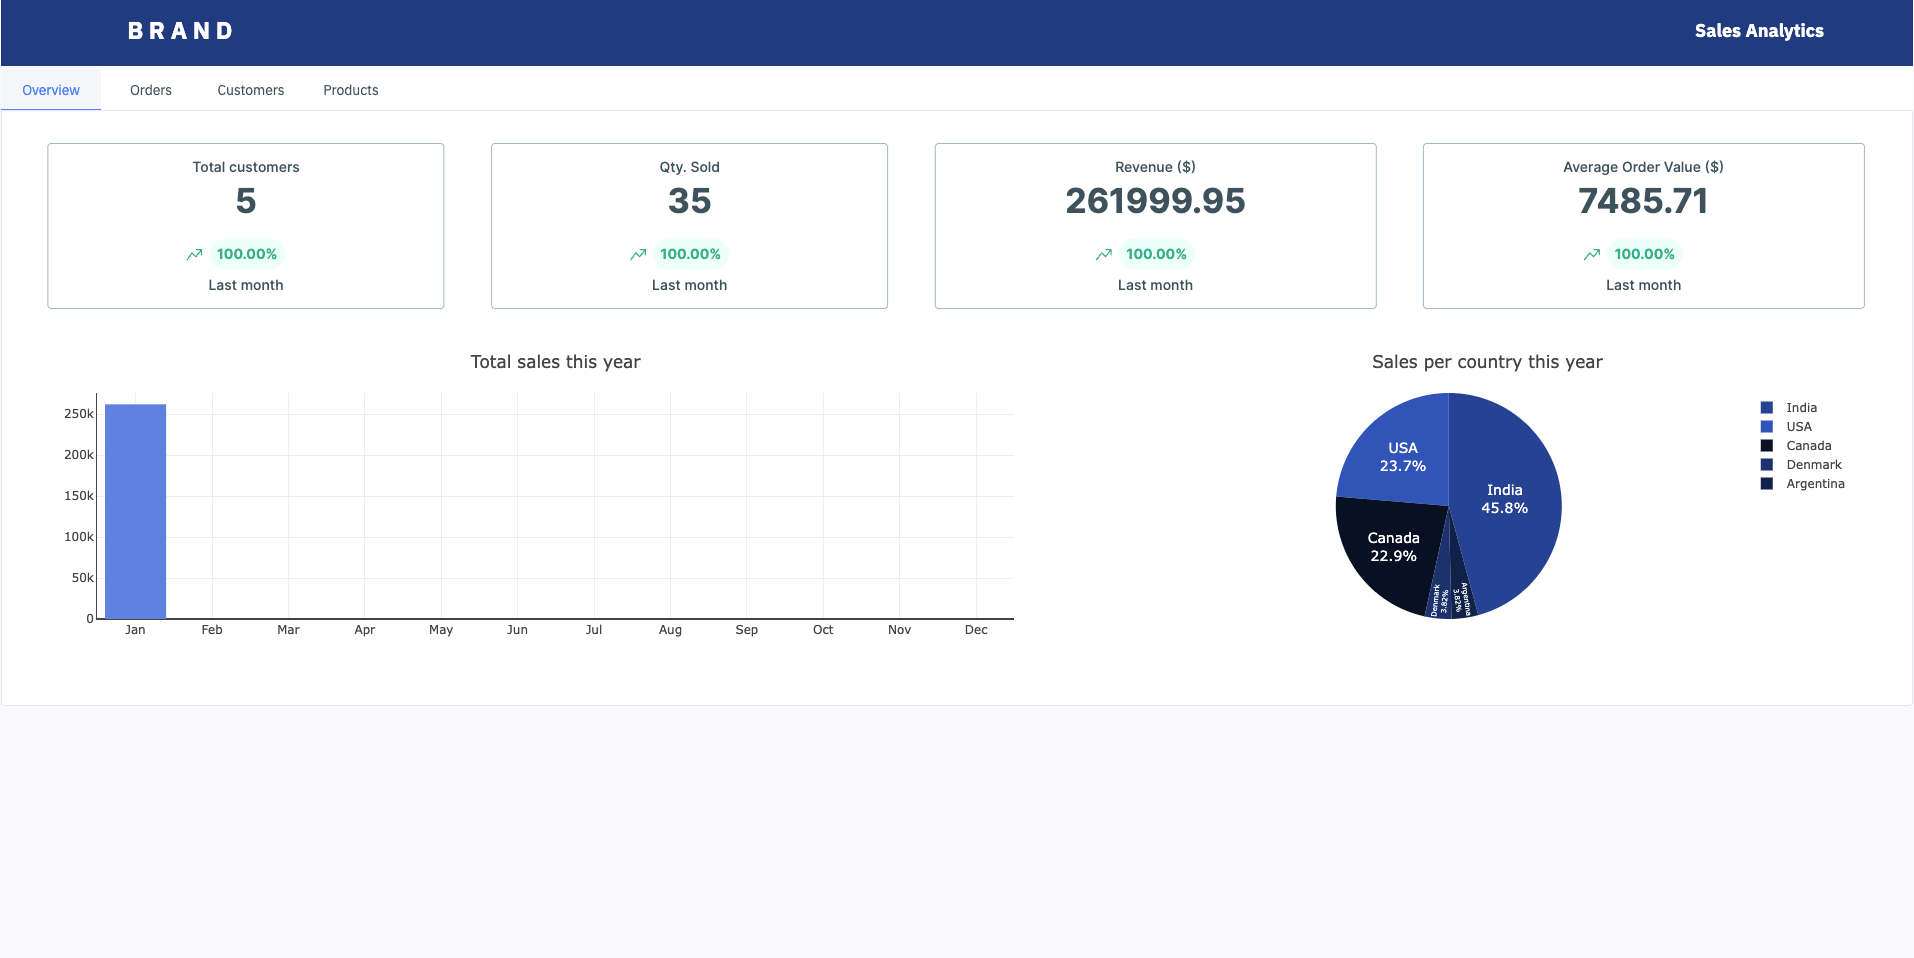 BRAND
Sales Analytics
Overview
Orders
Customers
Products
Total customers
5
100.00%
Last month
Qty. Sold
35
100.00%
Last month
Revenue ($)
261999.95
100.00%
Last month
Average Order Value ($)
7485.71
100.00%
Last month
Total sales this year
250k
200k
150k
100k
50k
0
Jan
Feb
Mar
Apr
May
Jun
Jul
Aug
Sep
Oct
Nov
Dec
Sales per country this year
USA
23.7%
India
45.8%
Canada
22.9%
Denmark
3.82%
Argentina
3.82%
India
USA
Canada
Denmark
Argentina